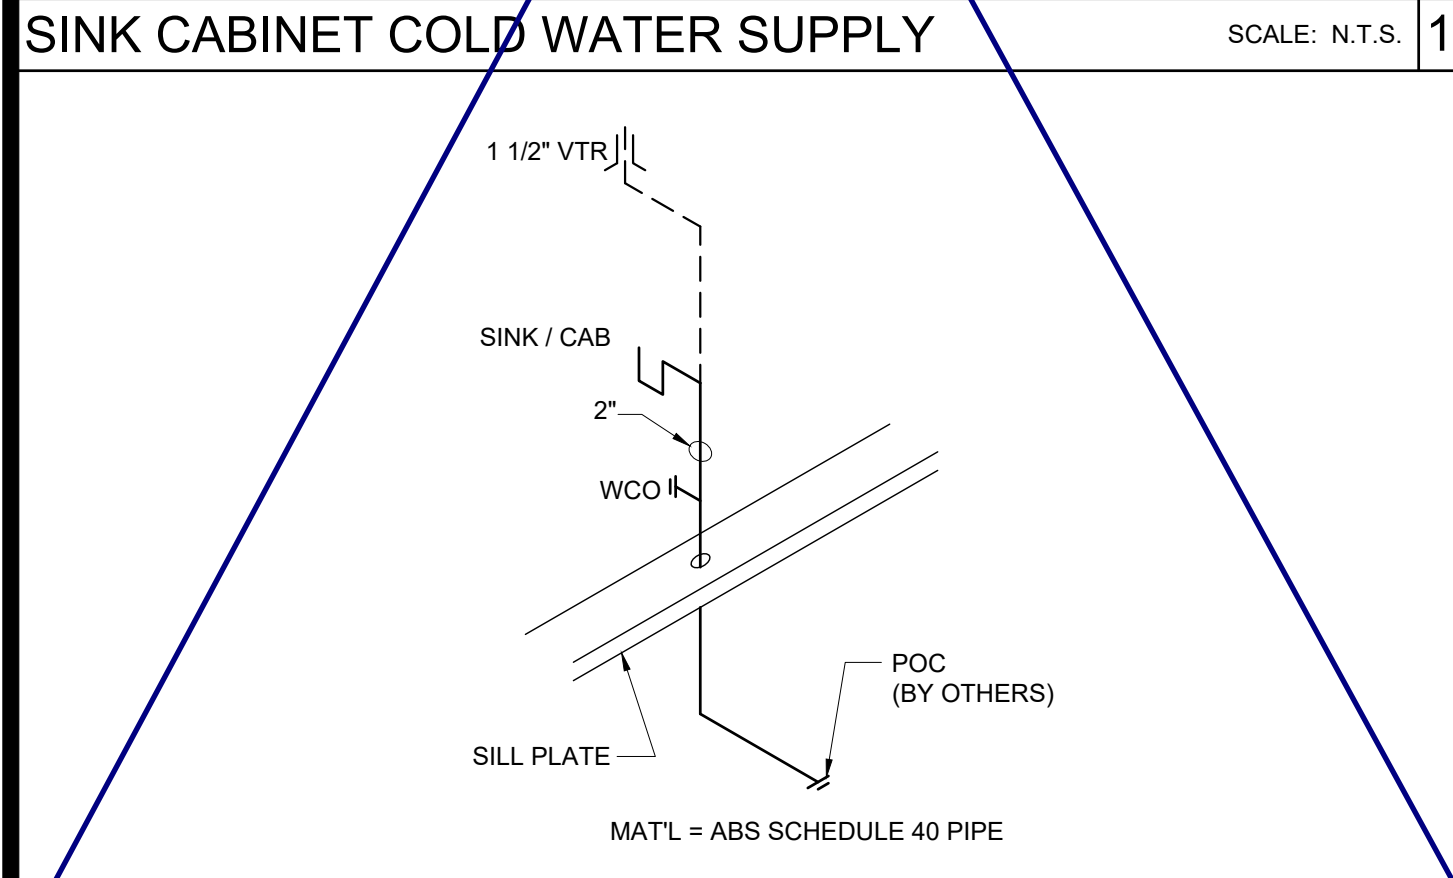 SINK CABINET COLD WATER SUPPLY
SCALE: N.T.S.
1
1 1/2" VTR
SINK / CAB
2"
WCO
POC
(BY OTHERS)
SILL PLATE
MAT'L = ABS SCHEDULE 40 PIPE